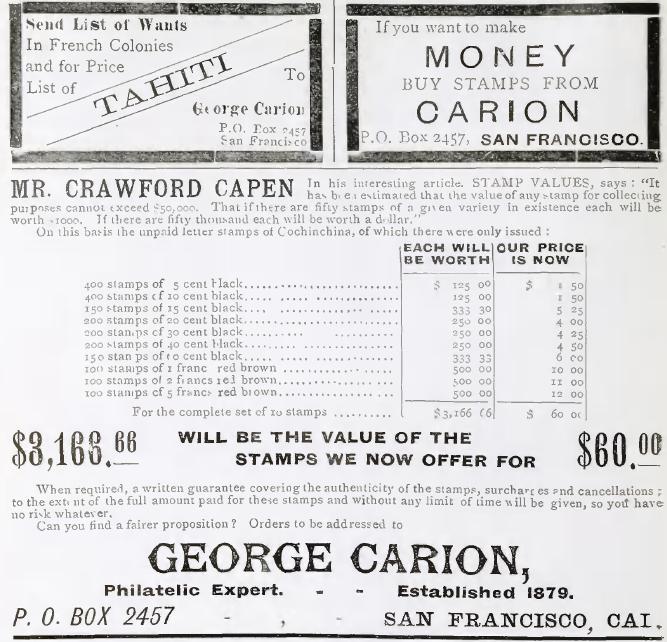 Send List of Wants
In French Colonies
and for Price
List of
TAHITI
To
George Carion
P.O. Box 2457
San Francisco
If you want to make
MONEY
BUY STAMPS FROM
CARION
P.O. Box 2457, SAN FRANCISCO.
MR. CRAWFORD CAPEN In his interesting article. STAMP VALUES, says: "It
has been estimated that the value of any stamp for collecting
purposes cannot exceed $50,000. That if there are fifty stamps of a given variety in existence each will be
worth $1000. If there are fifty thousand each will be worth a dollar."
On this basis the unpaid letter stamps of Cochinchina, of which there were only issued:
EACH WILL BE WORTH OUR PRICE IS NOW
400 stamps of 5 cent black $ 125 00 $ 1 50
400 stamps of 10 cent black 125 00 1 50
150 stamps of 15 cent black 333 30 5 25
200 stamps of 20 cent black 250 00 4 00
200 stamps of 30 cent black 250 00 4 25
200 stamps of 40 cent black 250 00 4 50
150 stamps of 60 cent black 333 33 6 00
100 stamps of 1 franc red brown 500 00 10 00
100 stamps of 2 francs red brown 500 00 11 00
100 stamps of 5 francs red brown 500 00 12 00
For the complete set of 10 stamps $3,166 66 $ 60 00
$3,166.66 WILL BE THE VALUE OF THE
STAMPS WE NOW OFFER FOR $60.00
When required, a written guarantee covering the authenticity of the stamps, surcharges and cancellations;
to the extent of the full amount paid for these stamps and without any limit of time will be given, so you have
no risk whatever.
Can you find a fairer proposition? Orders to be addressed to
GEORGE CARION,
Philatelic Expert. - - Established 1879.
P. O. BOX 2457 - , - SAN FRANCISCO, CAL.